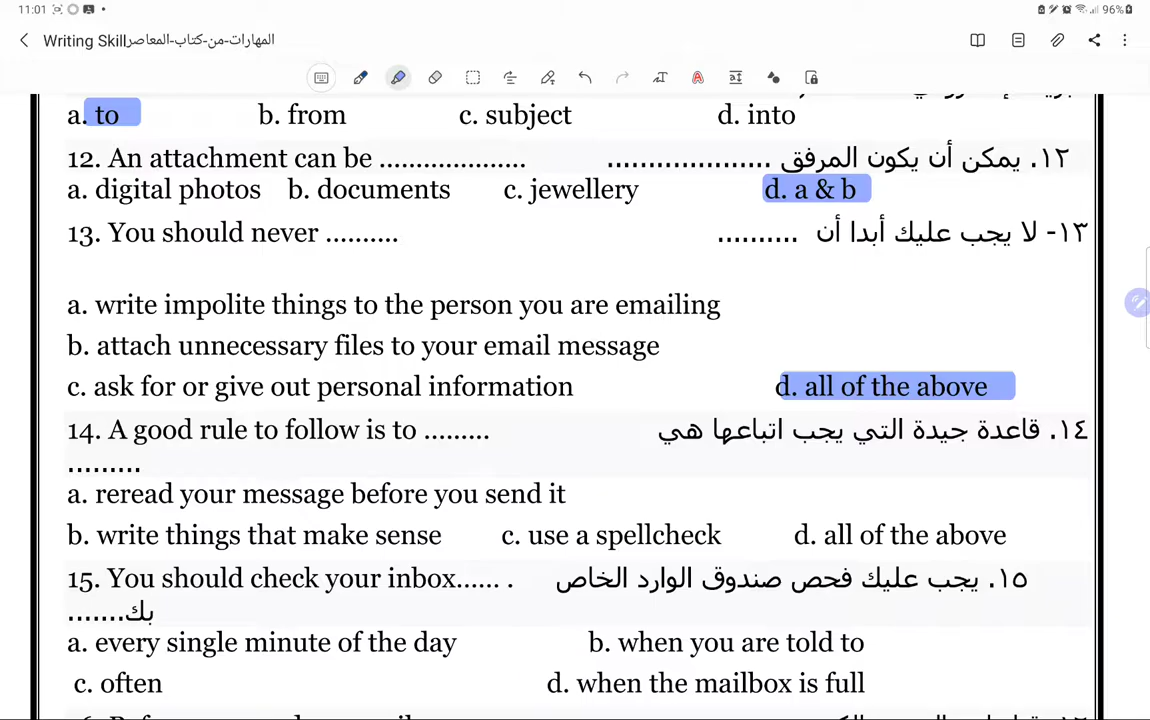 11:01 96%
Writing Skillالمهارات-من-كتاب-المعاصر
a. to b. from c. subject d. into
12. An attachment can be .................... ١٢. يمكن أن يكون المرفق ....................
a. digital photos b. documents c. jewellery d. a & b
13. You should never .......... ١٣- لا يجب عليك أبدا أن ..........
a. write impolite things to the person you are emailing
b. attach unnecessary files to your email message
c. ask for or give out personal information d. all of the above
14. A good rule to follow is to ......... ١٤. قاعدة جيدة التي يجب اتباعها هي
.........
a. reread your message before you send it
b. write things that make sense c. use a spellcheck d. all of the above
15. You should check your inbox...... . ١٥. يجب عليك فحص صندوق الوارد الخاص
بك.......
a. every single minute of the day b. when you are told to
c. often d. when the mailbox is full